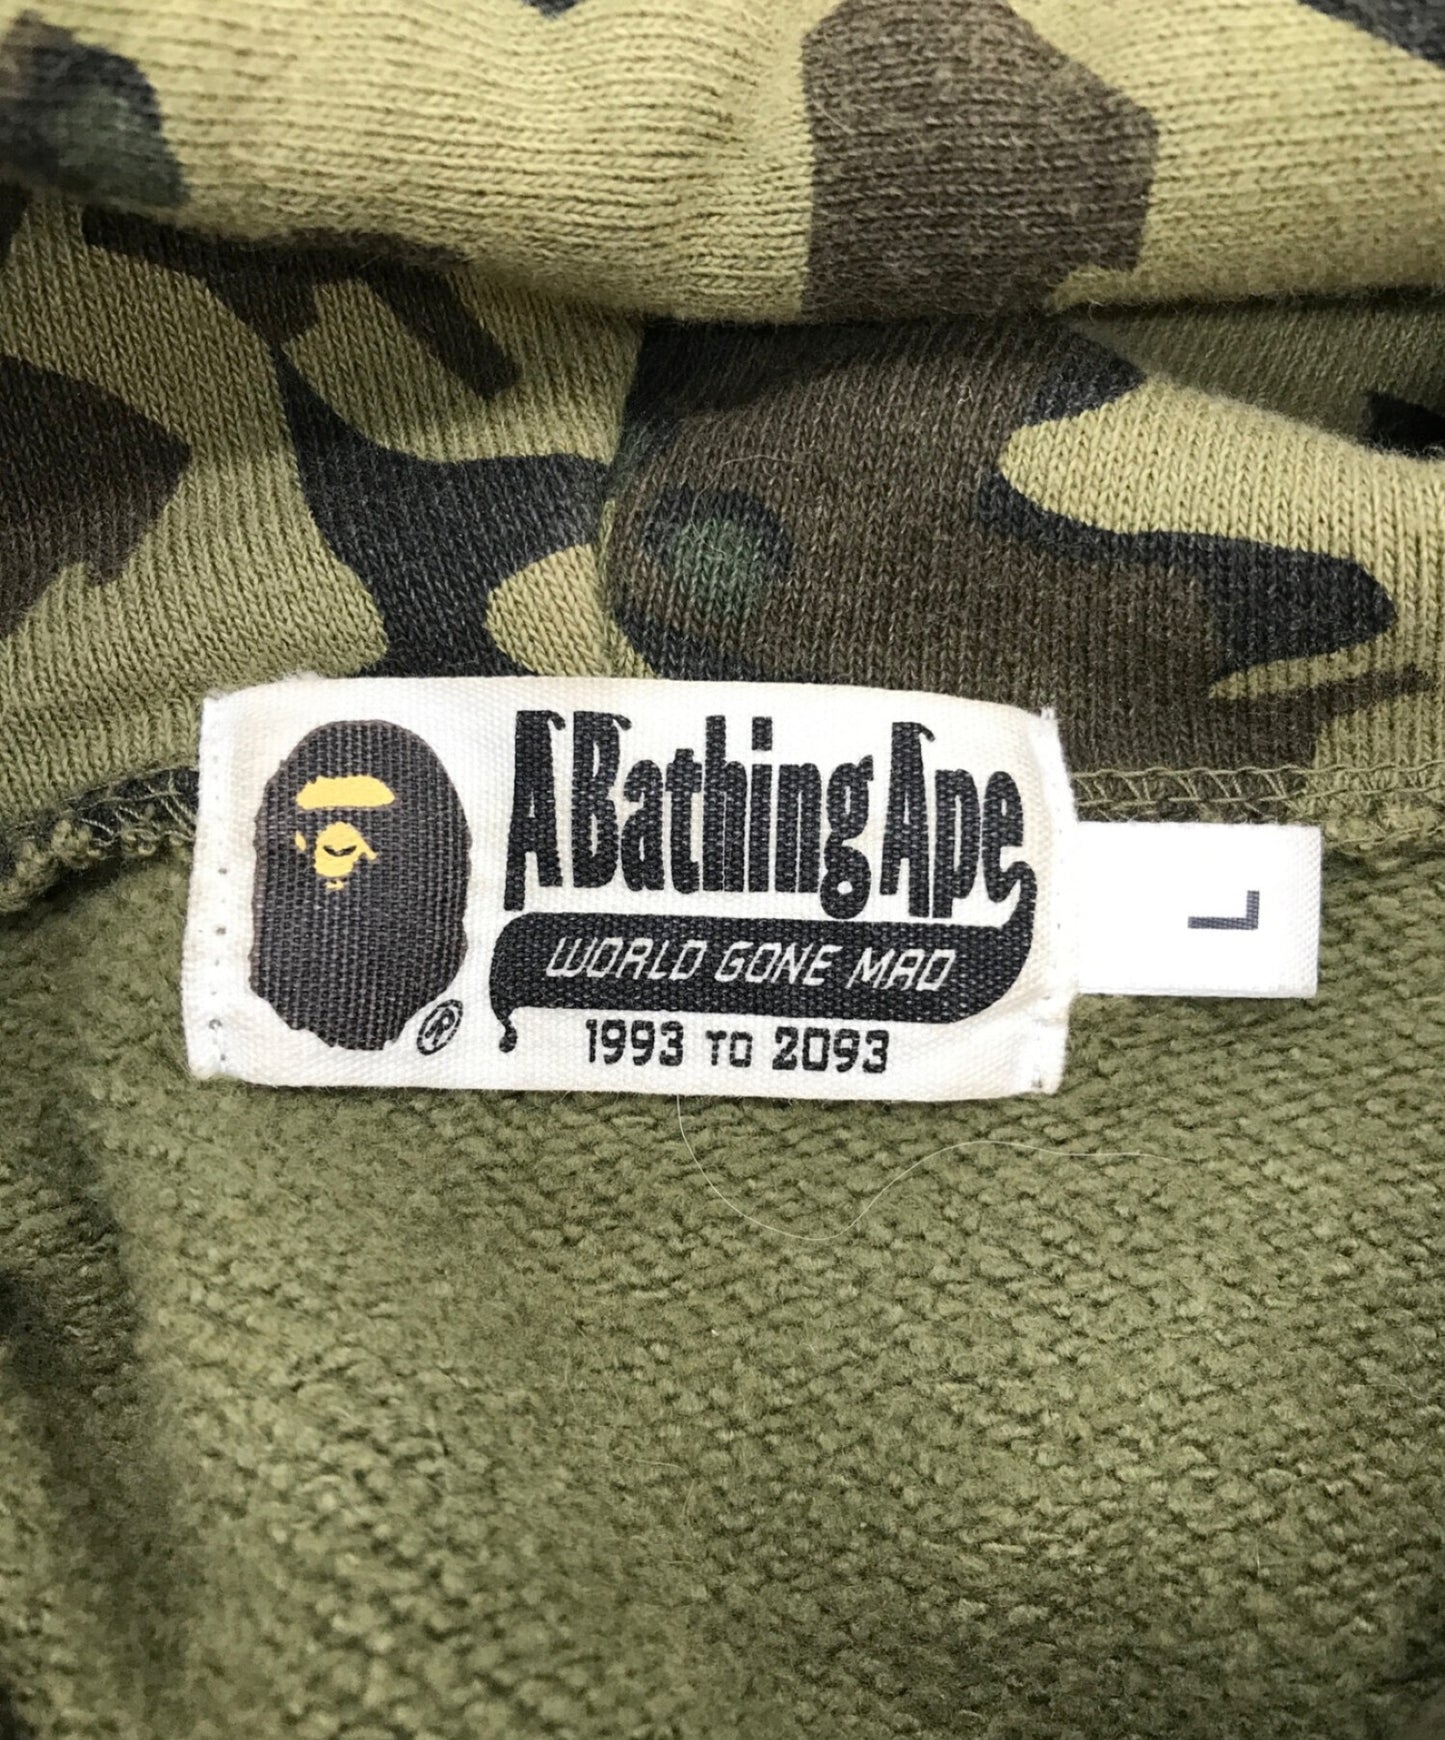 A Bathing Ape
WORLD GONE MAD
1993 TO 2093
®
L